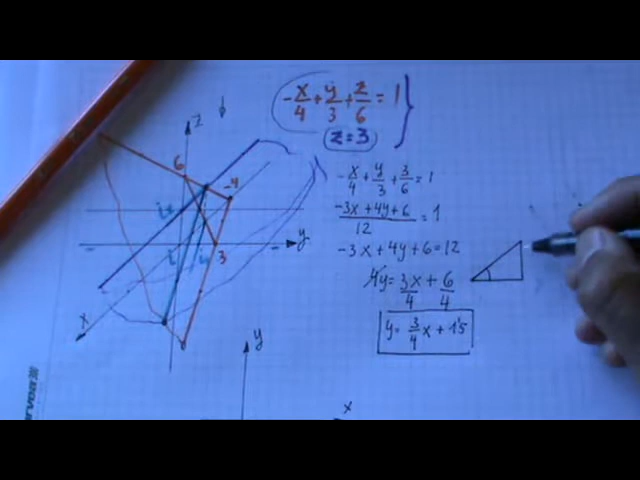 -x/4 + y/3 + z/6 = 1
z = 3
z
6
-4
y
3
x
-x/4 + y/3 + 3/6 = 1
-3x + 4y + 6 / 12 = 1
-3x + 4y + 6 = 12
4y = 3x/4 + 6/4
y = 3/4 x + 1'5
y
x